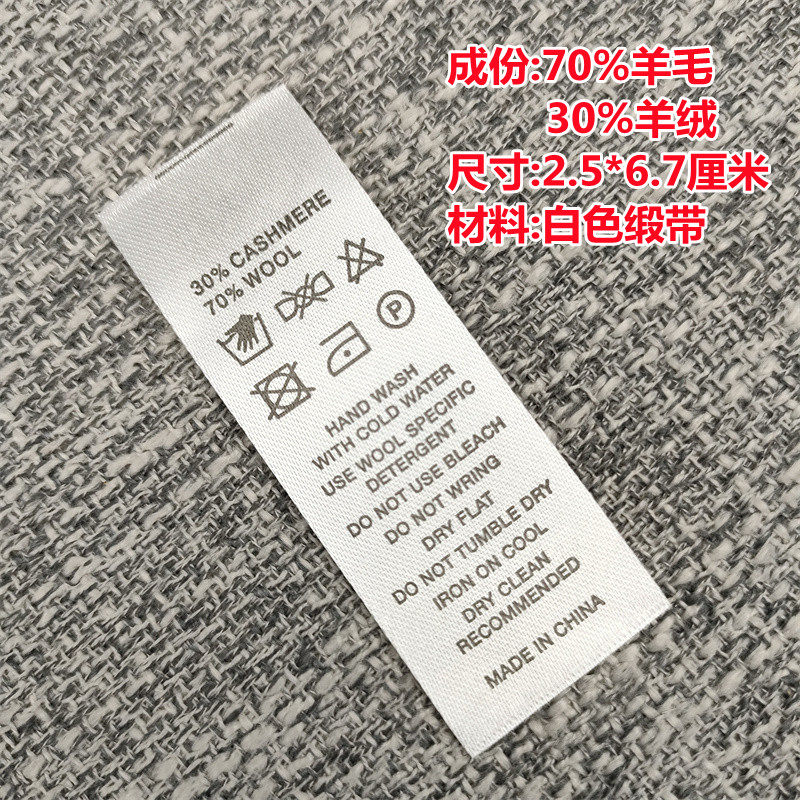 成份:70%羊毛
30%羊绒
尺寸:2.5*6.7厘米
材料:白色缎带
30% CASHMERE
70% WOOL
P
HAND WASH
WITH COLD WATER
USE WOOL SPECIFIC
DETERGENT
DO NOT USE BLEACH
DO NOT WRING
DRY FLAT
DO NOT TUMBLE DRY
IRON ON COOL
DRY CLEAN
RECOMMENDED
MADE IN CHINA